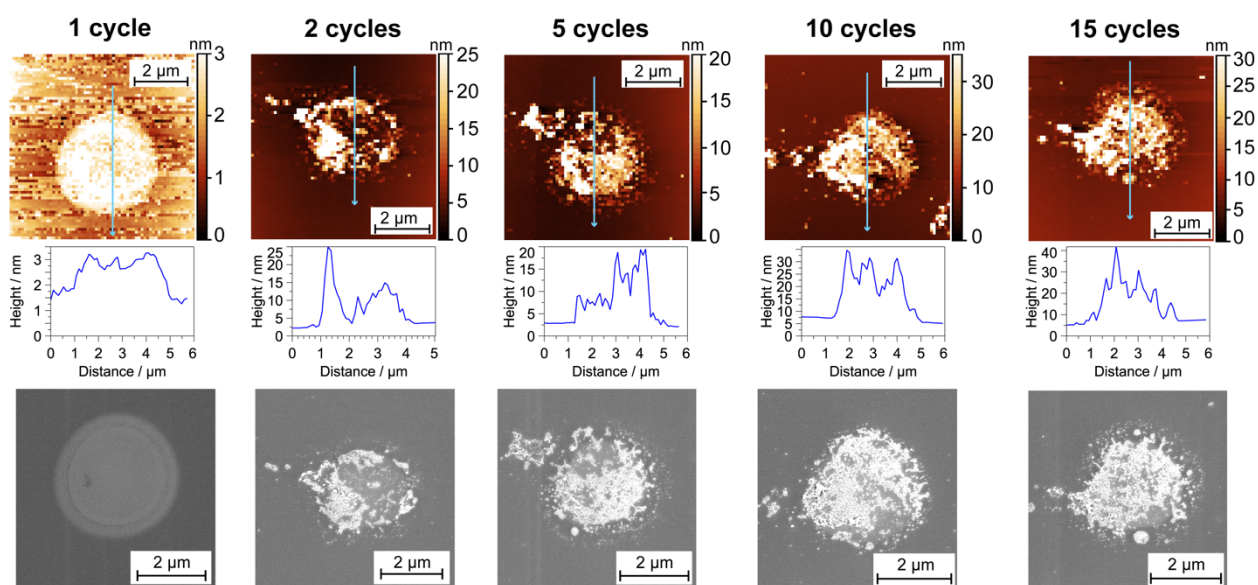 1 cycle
2 cycles
5 cycles
10 cycles
15 cycles
nm
3
2
1
0
2 µm
nm
25
20
15
10
5
0
2 µm
nm
20
15
10
5
0
2 µm
nm
30
20
10
0
2 µm
nm
30
25
20
15
10
5
0
2 µm
Height / nm
3
2
1
0
0 1 2 3 4 5 6
Distance / µm
Height / nm
25
20
15
10
5
0
0 1 2 3 4 5
Distance / µm
Height / nm
20
15
10
5
0
0 1 2 3 4 5 6
Distance / µm
Height / nm
30
25
20
15
10
5
0
0 1 2 3 4 5 6
Distance / µm
Height / nm
40
30
20
10
0
0 1 2 3 4 5 6
Distance / µm
2 µm
2 µm
2 µm
2 µm
2 µm